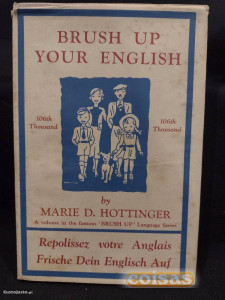 BRUSH UP
YOUR ENGLISH
106th
Thousand
106th
Thousand
by
MARIE D. HOTTINGER
A volume in the famous "BRUSH UP" Language Series
Repolissez votre Anglais
Frische Dein Englisch Auf
coisas